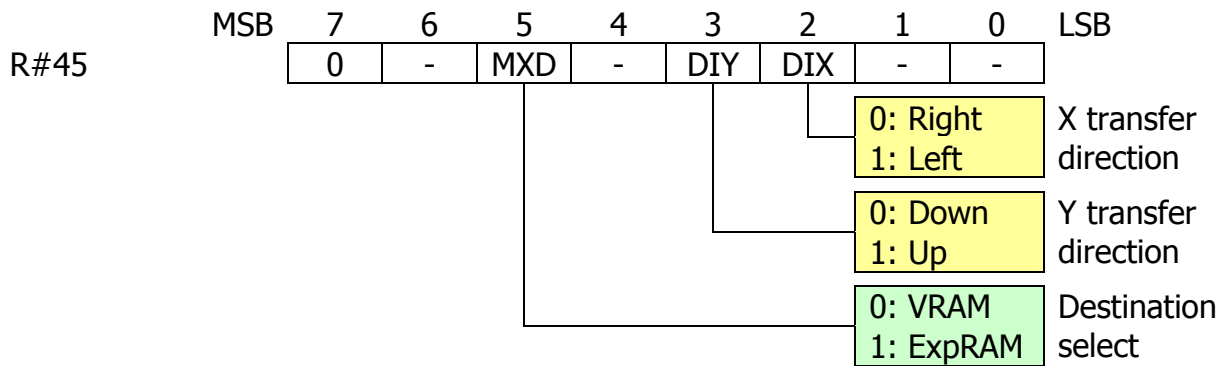 MSB 7 6 5 4 3 2 1 0 LSB
R#45 0 - MXD - DIY DIX - -
0: Right X transfer
1: Left direction
0: Down Y transfer
1: Up direction
0: VRAM Destination
1: ExpRAM select